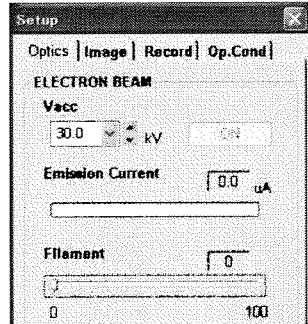 Setup
Optics Image Record Op.Cond
ELECTRON BEAM
Vacc
30.0 kV ON
Emission Current 0.0 uA
Filament 0
0 100